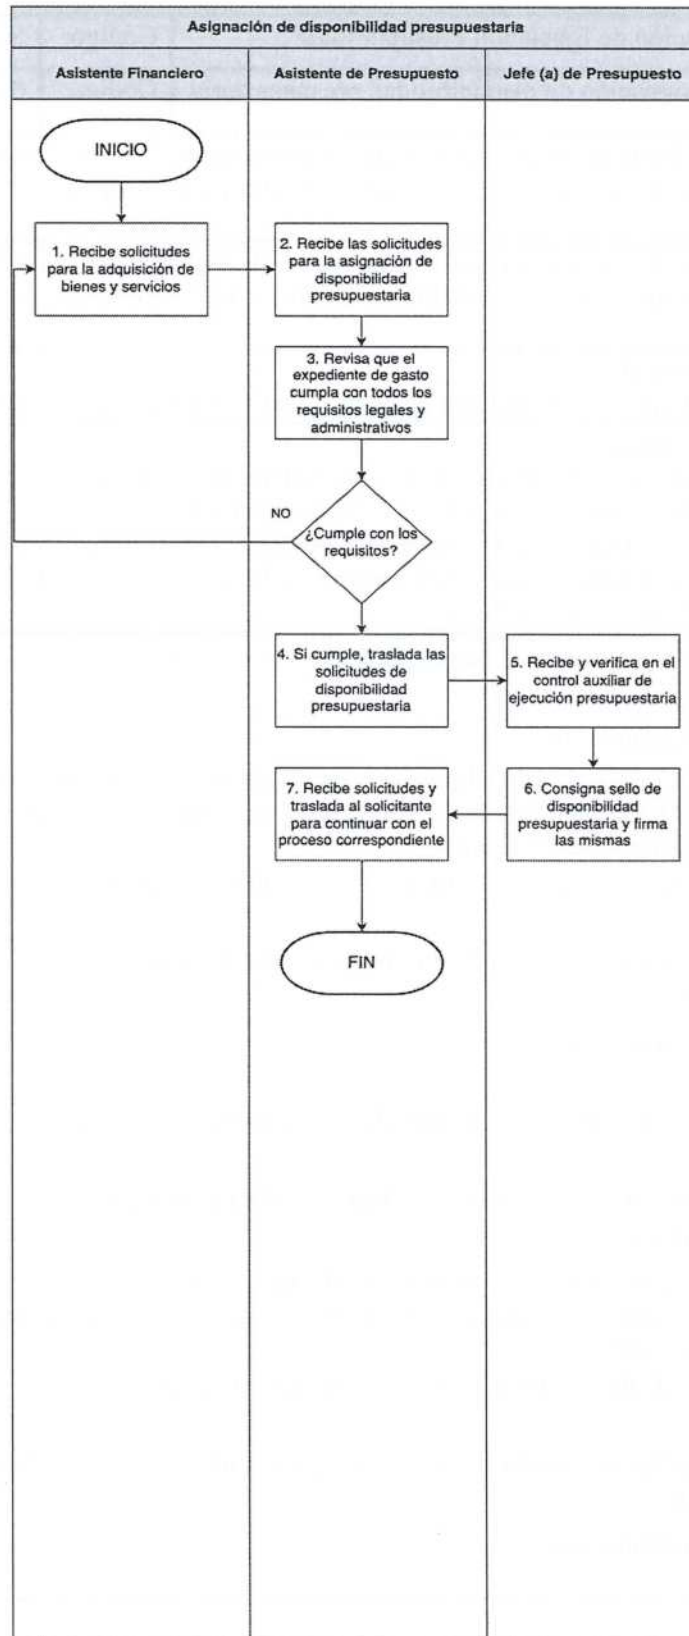 Asignación de disponibilidad presupuestaria
Asistente Financiero
Asistente de Presupuesto
Jefe (a) de Presupuesto
INICIO
1. Recibe solicitudes
para la adquisición de
bienes y servicios
2. Recibe las solicitudes
para la asignación de
disponibilidad
presupuestaria
3. Revisa que el
expediente de gasto
cumpla con todos los
requisitos legales y
administrativos
NO
¿Cumple con los
requisitos?
4. Si cumple, traslada las
solicitudes de
disponibilidad
presupuestaria
5. Recibe y verifica en el
control auxiliar de
ejecución presupuestaria
7. Recibe solicitudes y
traslada al solicitante
para continuar con el
proceso correspondiente
6. Consigna sello de
disponibilidad
presupuestaria y firma
las mismas
FIN